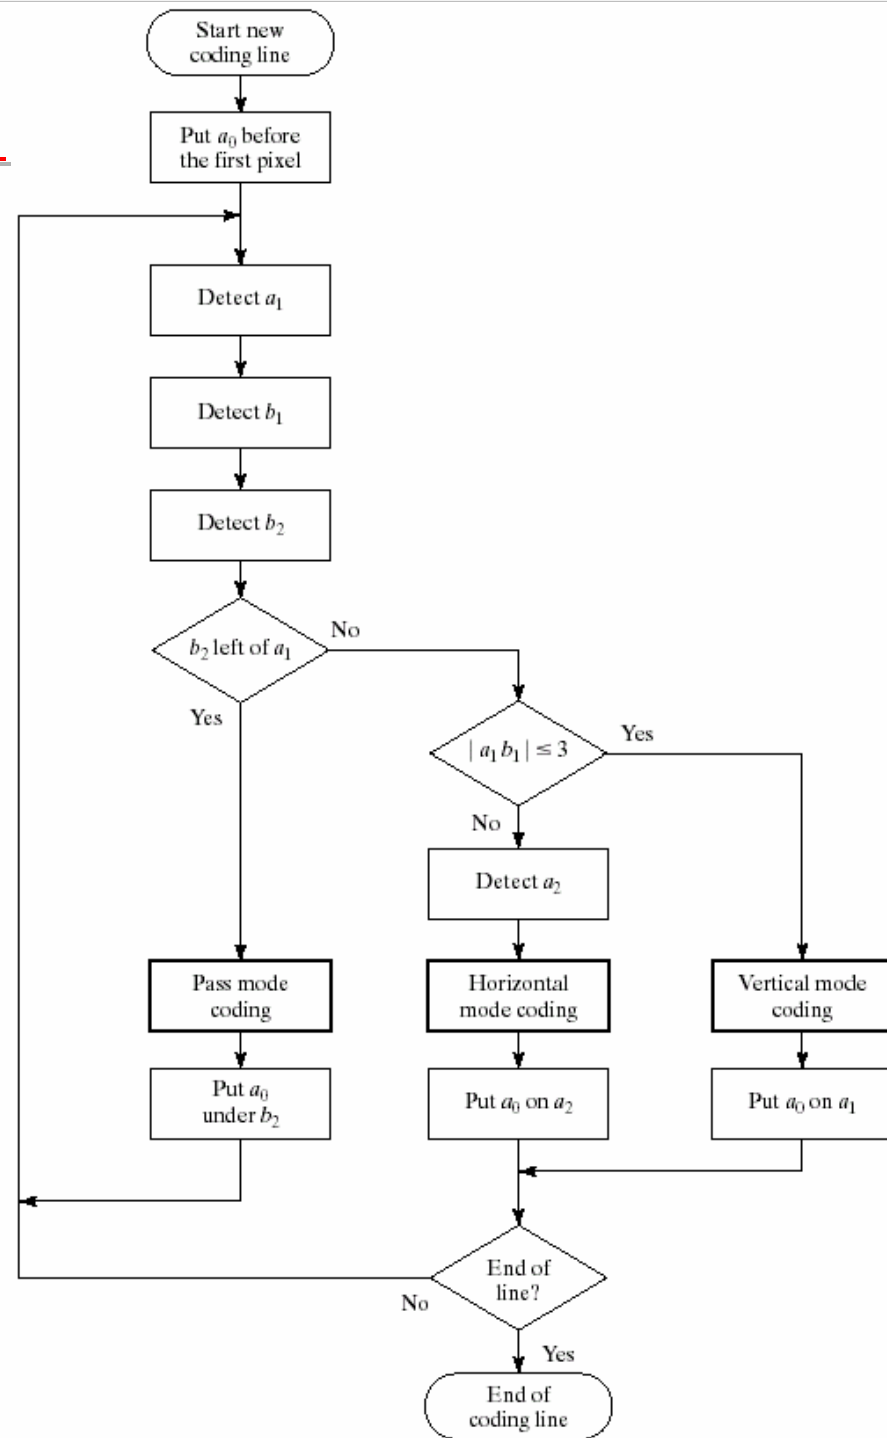 Start new
coding line
Put a₀ before
the first pixel
Detect a₁
Detect b₁
Detect b₂
b₂ left of a₁
No
Yes
| a₁ b₁ | ≤ 3
Yes
No
Detect a₂
Pass mode
coding
Horizontal
mode coding
Vertical mode
coding
Put a₀
under b₂
Put a₀ on a₂
Put a₀ on a₁
End of
line?
No
Yes
End of
coding line